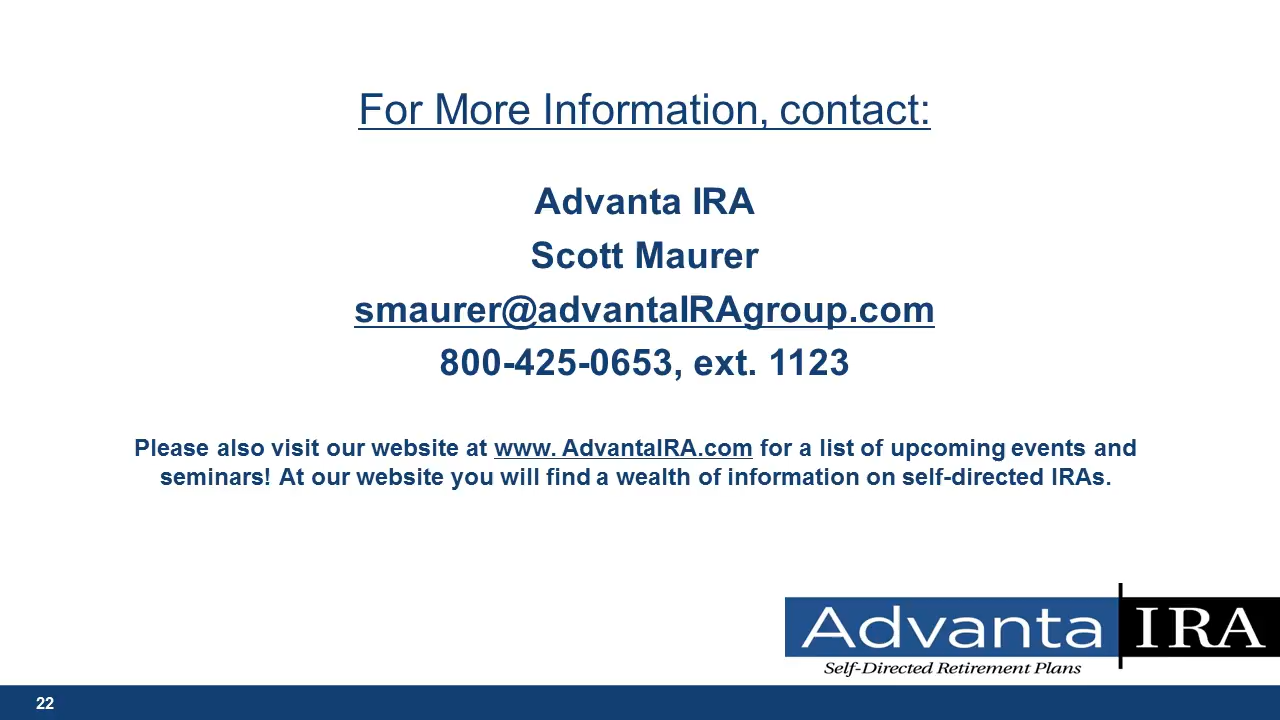 For More Information, contact:
Advanta IRA
Scott Maurer
smaurer@advantaIRAgroup.com
800-425-0653, ext. 1123
Please also visit our website at www. AdvantaIRA.com for a list of upcoming events and
seminars! At our website you will find a wealth of information on self-directed IRAs.
Advanta IRA
Self-Directed Retirement Plans
22